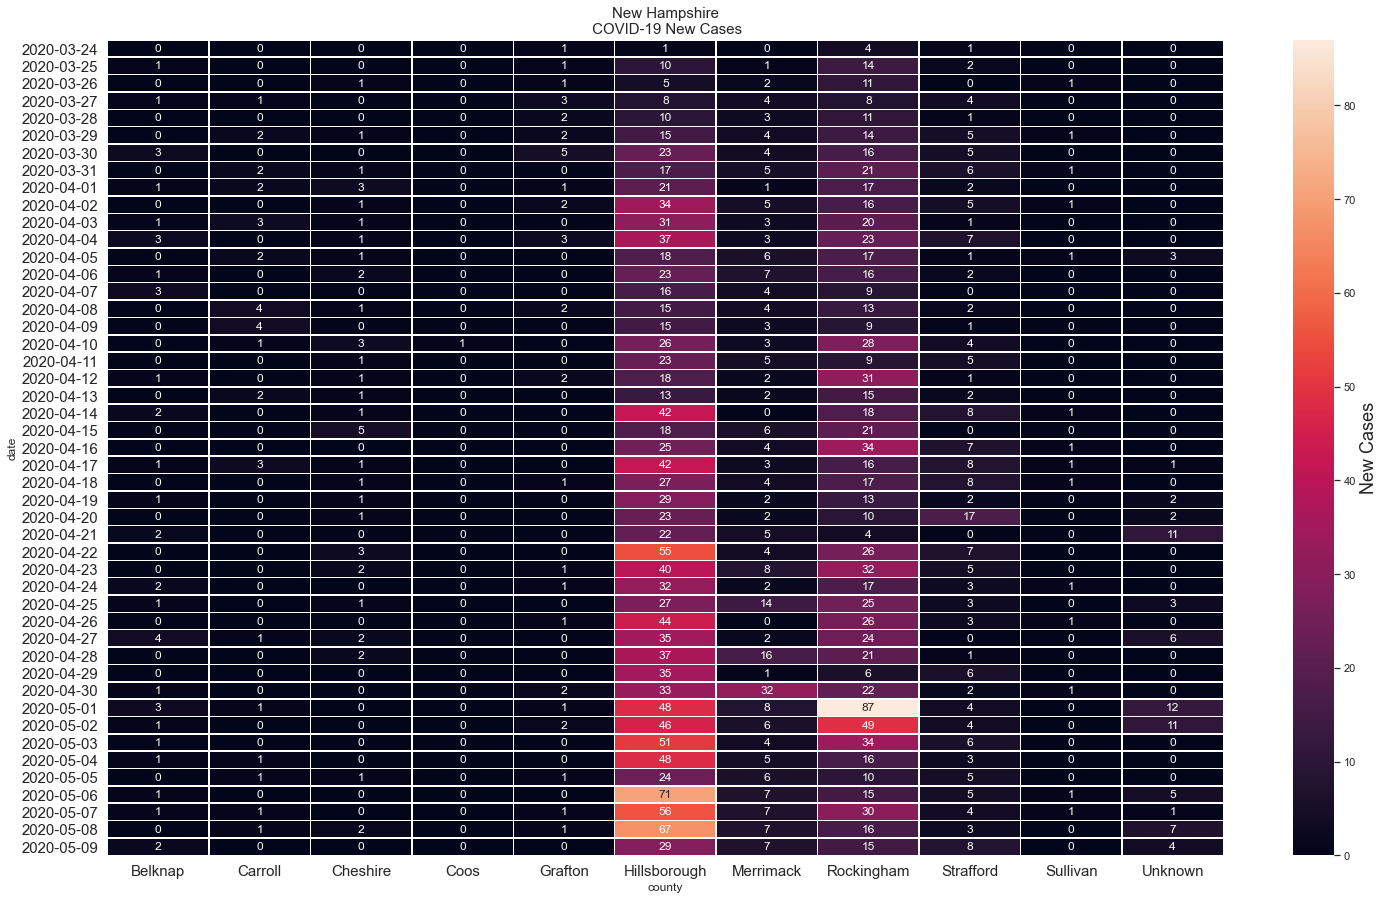 New Hampshire
COVID-19 New Cases
2020-03-24 0 0 0 0 1 1 0 4 1 0 0
2020-03-25 1 0 0 0 1 10 1 14 2 0 0
2020-03-26 0 0 1 0 1 5 2 11 0 1 0
2020-03-27 1 1 0 0 3 8 4 8 4 0 0
2020-03-28 0 0 0 0 2 10 3 11 1 0 0
2020-03-29 0 2 1 0 2 15 4 14 5 1 0
2020-03-30 3 0 0 0 5 23 4 16 5 0 0
2020-03-31 0 2 1 0 0 17 5 21 6 1 0
2020-04-01 1 2 3 0 1 21 1 17 2 0 0
2020-04-02 0 0 1 0 2 34 5 16 5 1 0
2020-04-03 1 3 1 0 0 31 3 20 1 0 0
2020-04-04 3 0 1 0 3 37 3 23 7 0 0
2020-04-05 0 2 1 0 0 18 6 17 1 1 3
2020-04-06 1 0 2 0 0 23 7 16 2 0 0
2020-04-07 3 0 0 0 0 16 4 9 0 0 0
2020-04-08 0 4 1 0 2 15 4 13 2 0 0
2020-04-09 0 4 0 0 0 15 3 9 1 0 0
2020-04-10 0 1 3 1 0 26 3 28 4 0 0
2020-04-11 0 0 1 0 0 23 5 9 5 0 0
2020-04-12 1 0 1 0 2 18 2 31 1 0 0
2020-04-13 0 2 1 0 0 13 2 15 2 0 0
2020-04-14 2 0 1 0 0 42 0 18 8 1 0
2020-04-15 0 0 5 0 0 18 6 21 0 0 0
2020-04-16 0 0 0 0 0 25 4 34 7 1 0
2020-04-17 1 3 1 0 0 42 3 16 8 1 1
2020-04-18 0 0 1 0 1 27 4 17 8 1 0
2020-04-19 1 0 1 0 0 29 2 13 2 0 2
2020-04-20 0 0 1 0 0 23 2 10 17 0 2
2020-04-21 2 0 0 0 0 22 5 4 0 0 11
2020-04-22 0 0 3 0 0 55 4 26 7 0 0
2020-04-23 0 0 2 0 1 40 8 32 5 0 0
2020-04-24 2 0 0 0 1 32 2 17 3 1 0
2020-04-25 1 0 1 0 0 27 14 25 3 0 3
2020-04-26 0 0 0 0 1 44 0 26 3 1 0
2020-04-27 4 1 2 0 0 35 2 24 0 0 6
2020-04-28 0 0 2 0 0 37 16 21 1 0 0
2020-04-29 0 0 0 0 0 35 1 6 6 0 0
2020-04-30 1 0 0 0 2 33 32 22 2 1 0
2020-05-01 3 1 0 0 1 48 8 87 4 0 12
2020-05-02 1 0 0 0 2 46 6 49 4 0 11
2020-05-03 1 0 0 0 0 51 4 34 6 0 0
2020-05-04 1 1 0 0 0 48 5 16 3 0 0
2020-05-05 0 1 1 0 1 24 6 10 5 0 0
2020-05-06 1 0 0 0 0 71 7 15 5 1 5
2020-05-07 1 1 0 0 1 56 7 30 4 1 1
2020-05-08 0 1 2 0 1 67 7 16 3 0 7
2020-05-09 2 0 0 0 0 29 7 15 8 0 4
Belknap Carroll Cheshire Coos Grafton Hillsborough Merrimack Rockingham Strafford Sullivan Unknown
county
date
80
70
60
50
40
30
20
10
0
New Cases